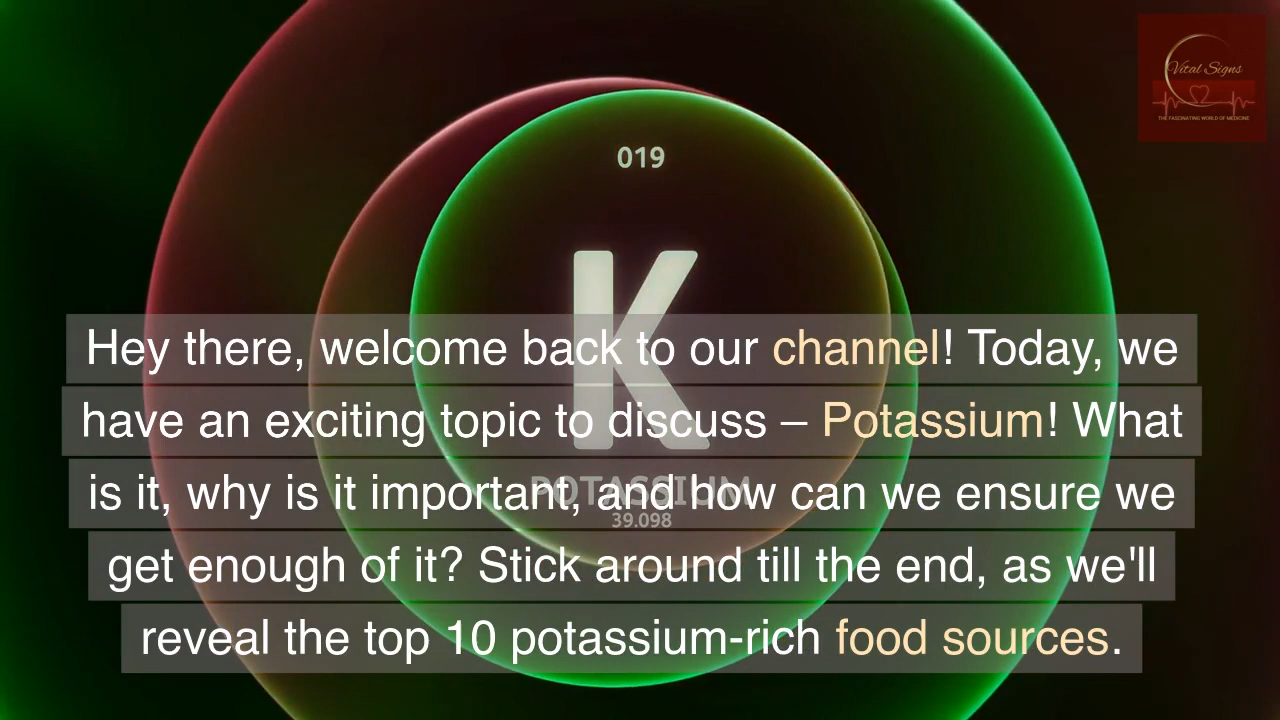 Vital Signs
THE FASCINATING WORLD OF MEDICINE
019
K
Hey there, welcome back to our channel! Today, we
have an exciting topic to discuss – Potassium! What
is it, why is it important, and how can we ensure we
POTASSIUM
39.098
get enough of it? Stick around till the end, as we'll
reveal the top 10 potassium-rich food sources.